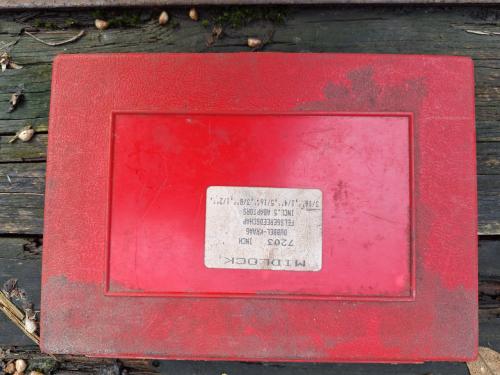 MIDLOCK
7203 INCH
DUBBEL-KRAAG
FELSGEREEDSCHAP
INCL.5 ADAPTORS
3/16'',1/4'',5/16'',3/8'',1/2''.